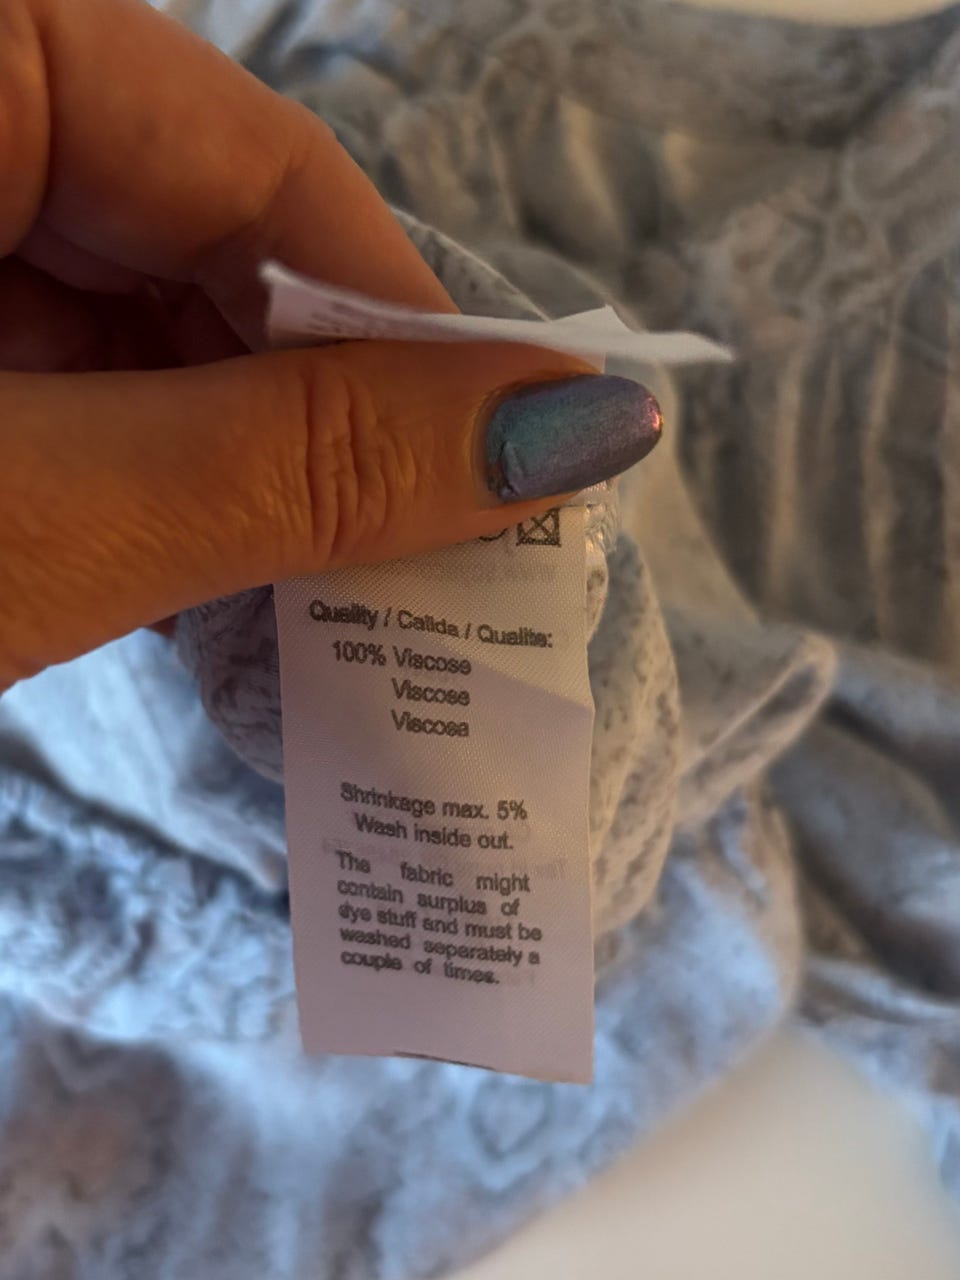 Quality / Calida / Qualite:
100% Viscose
Viscose
Viscosa
Shrinkage max. 5%
Wash inside out.
The fabric might
contain surplus of
dye stuff and must be
washed separately a
couple of times.